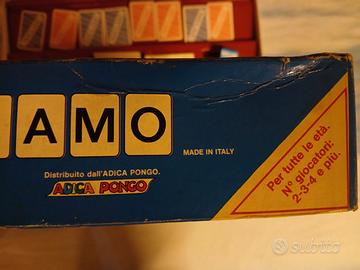 AMO
MADE IN ITALY
Distribuito dall'ADICA PONGO.
ADICA PONGO
Per tutte le età.
N° giocatori:
2-3-4 e più.
subito